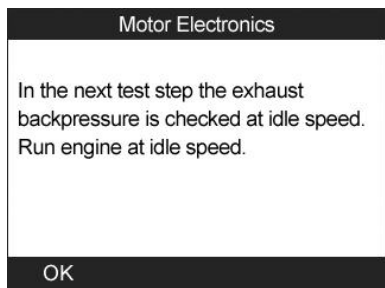 Motor Electronics
In the next test step the exhaust
backpressure is checked at idle speed.
Run engine at idle speed.
OK